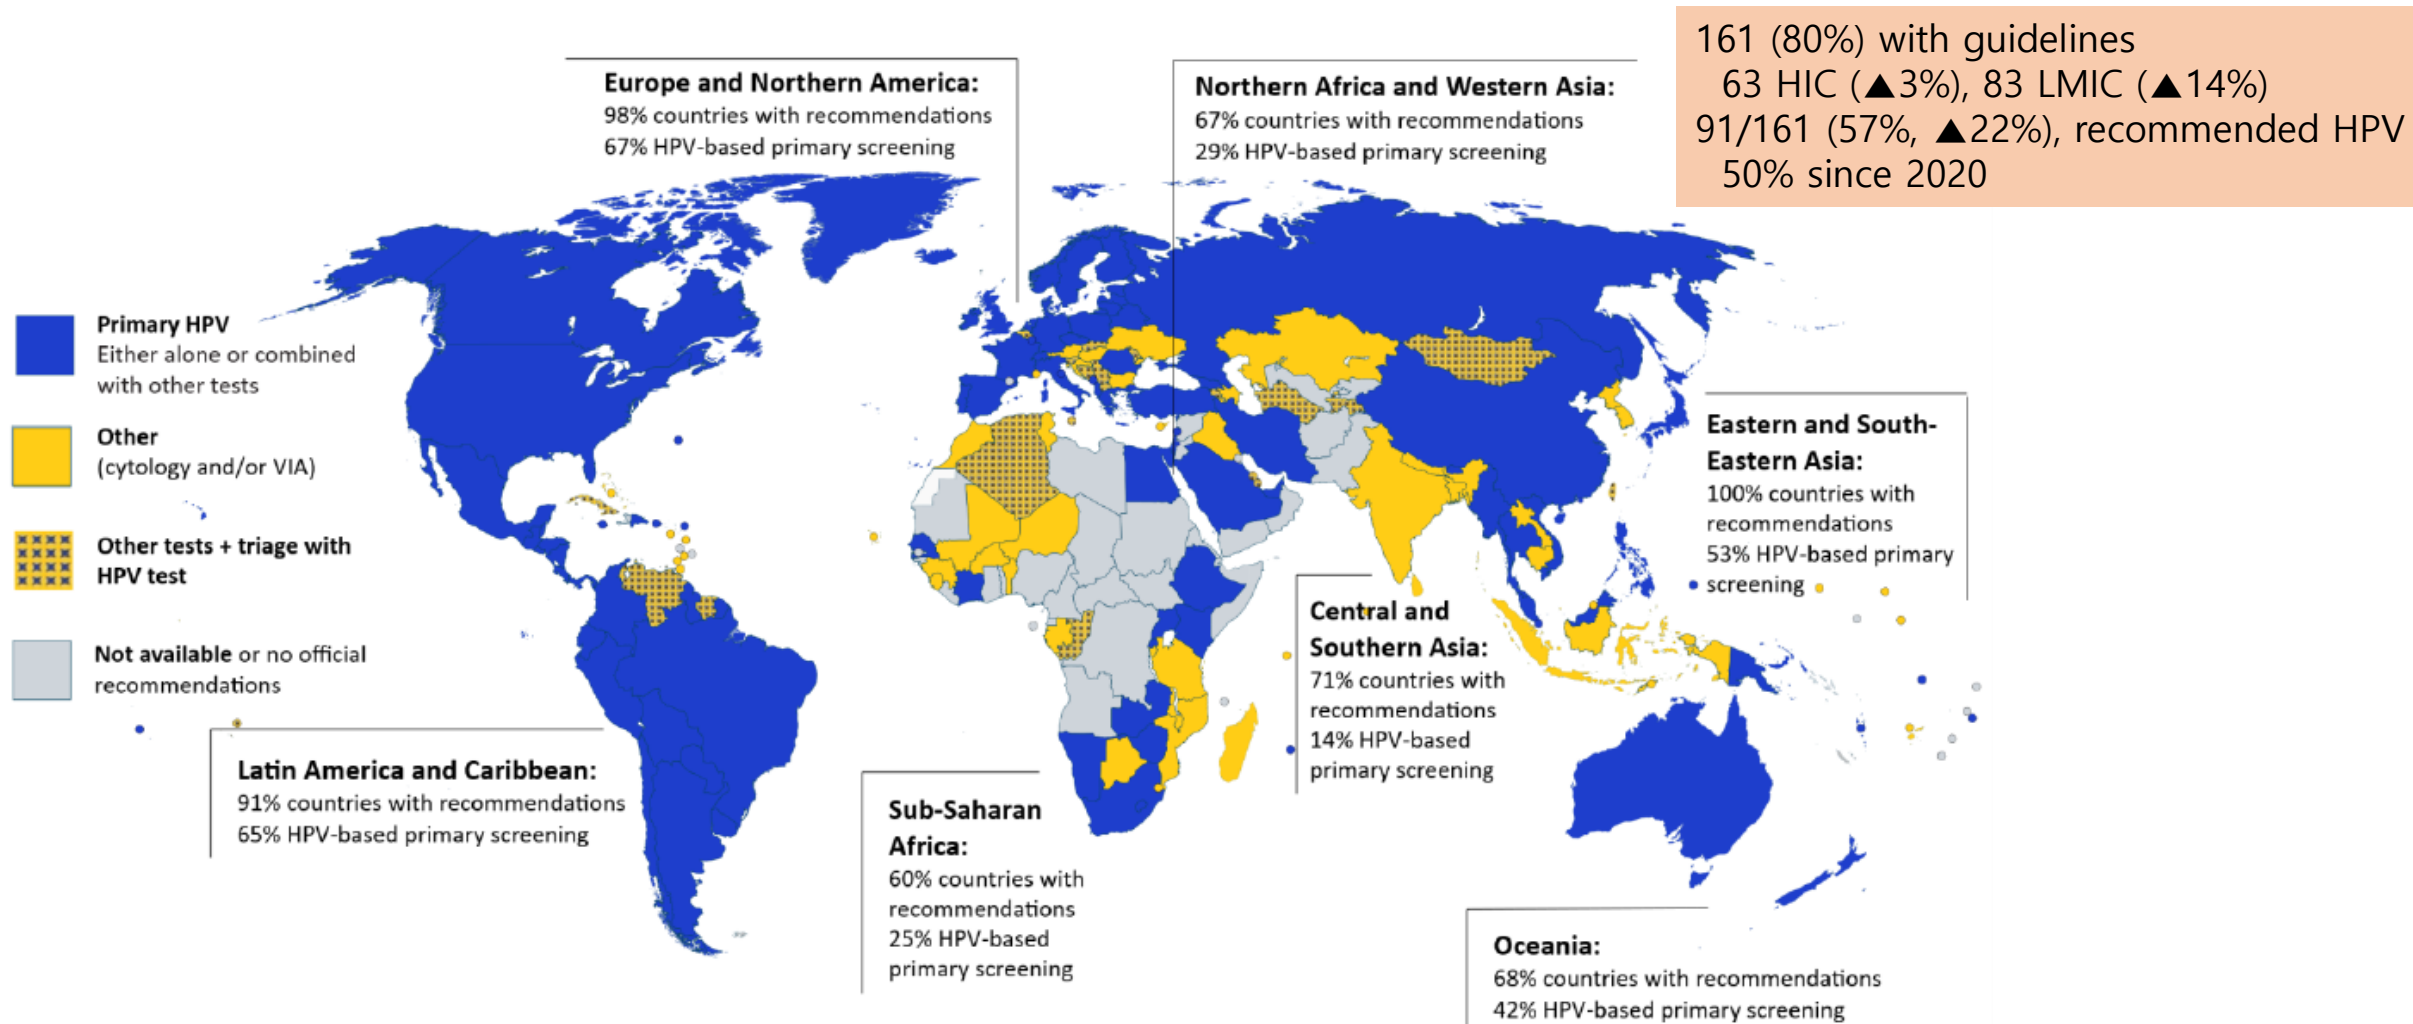 161 (80%) with guidelines
63 HIC (▲3%), 83 LMIC (▲14%)
91/161 (57%, ▲22%), recommended HPV
50% since 2020
Europe and Northern America:
98% countries with recommendations
67% HPV-based primary screening
Northern Africa and Western Asia:
67% countries with recommendations
29% HPV-based primary screening
Primary HPV
Either alone or combined
with other tests
Other
(cytology and/or VIA)
Other tests + triage with
HPV test
Not available or no official
recommendations
Eastern and South-
Eastern Asia:
100% countries with
recommendations
53% HPV-based primary
screening
Central and
Southern Asia:
71% countries with
recommendations
14% HPV-based
primary screening
Latin America and Caribbean:
91% countries with recommendations
65% HPV-based primary screening
Sub-Saharan
Africa:
60% countries with
recommendations
25% HPV-based
primary screening
Oceania:
68% countries with recommendations
42% HPV-based primary screening